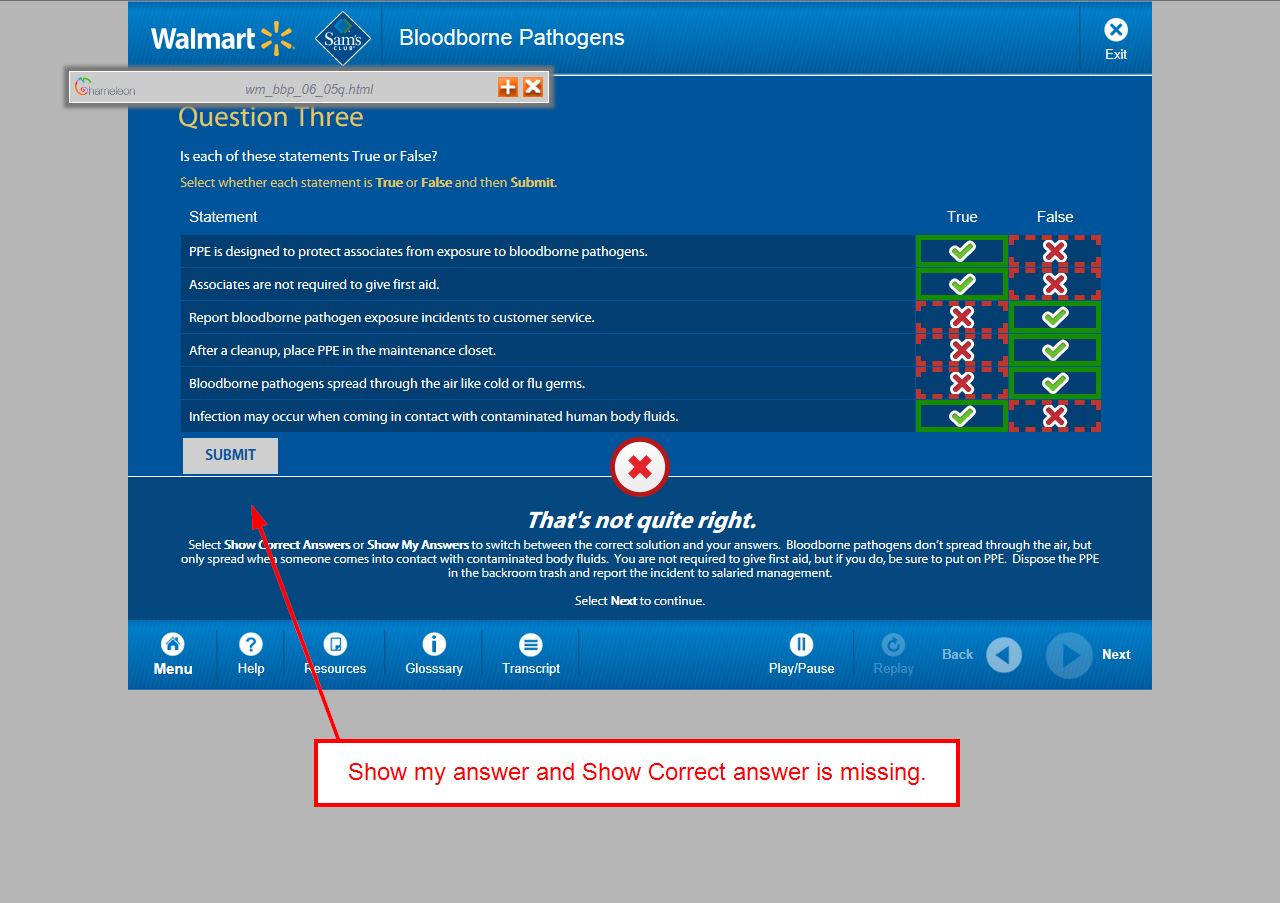 Walmart
Sam's
CLUB
Bloodborne Pathogens
Exit
Chameleon
wm_bbp_06_05q.html
Question Three
Is each of these statements True or False?
Select whether each statement is True or False and then Submit.
Statement True False
PPE is designed to protect associates from exposure to bloodborne pathogens.
Associates are not required to give first aid.
Report bloodborne pathogen exposure incidents to customer service.
After a cleanup, place PPE in the maintenance closet.
Bloodborne pathogens spread through the air like cold or flu germs.
Infection may occur when coming in contact with contaminated human body fluids.
SUBMIT
That's not quite right.
Select Show Correct Answers or Show My Answers to switch between the correct solution and your answers. Bloodborne pathogens don't spread through the air, but
only spread when someone comes into contact with contaminated body fluids. You are not required to give first aid, but if you do, be sure to put on PPE. Dispose the PPE
in the backroom trash and report the incident to salaried management.
Select Next to continue.
Menu Help Resources Glosssary Transcript Play/Pause Replay Back Next
Show my answer and Show Correct answer is missing.